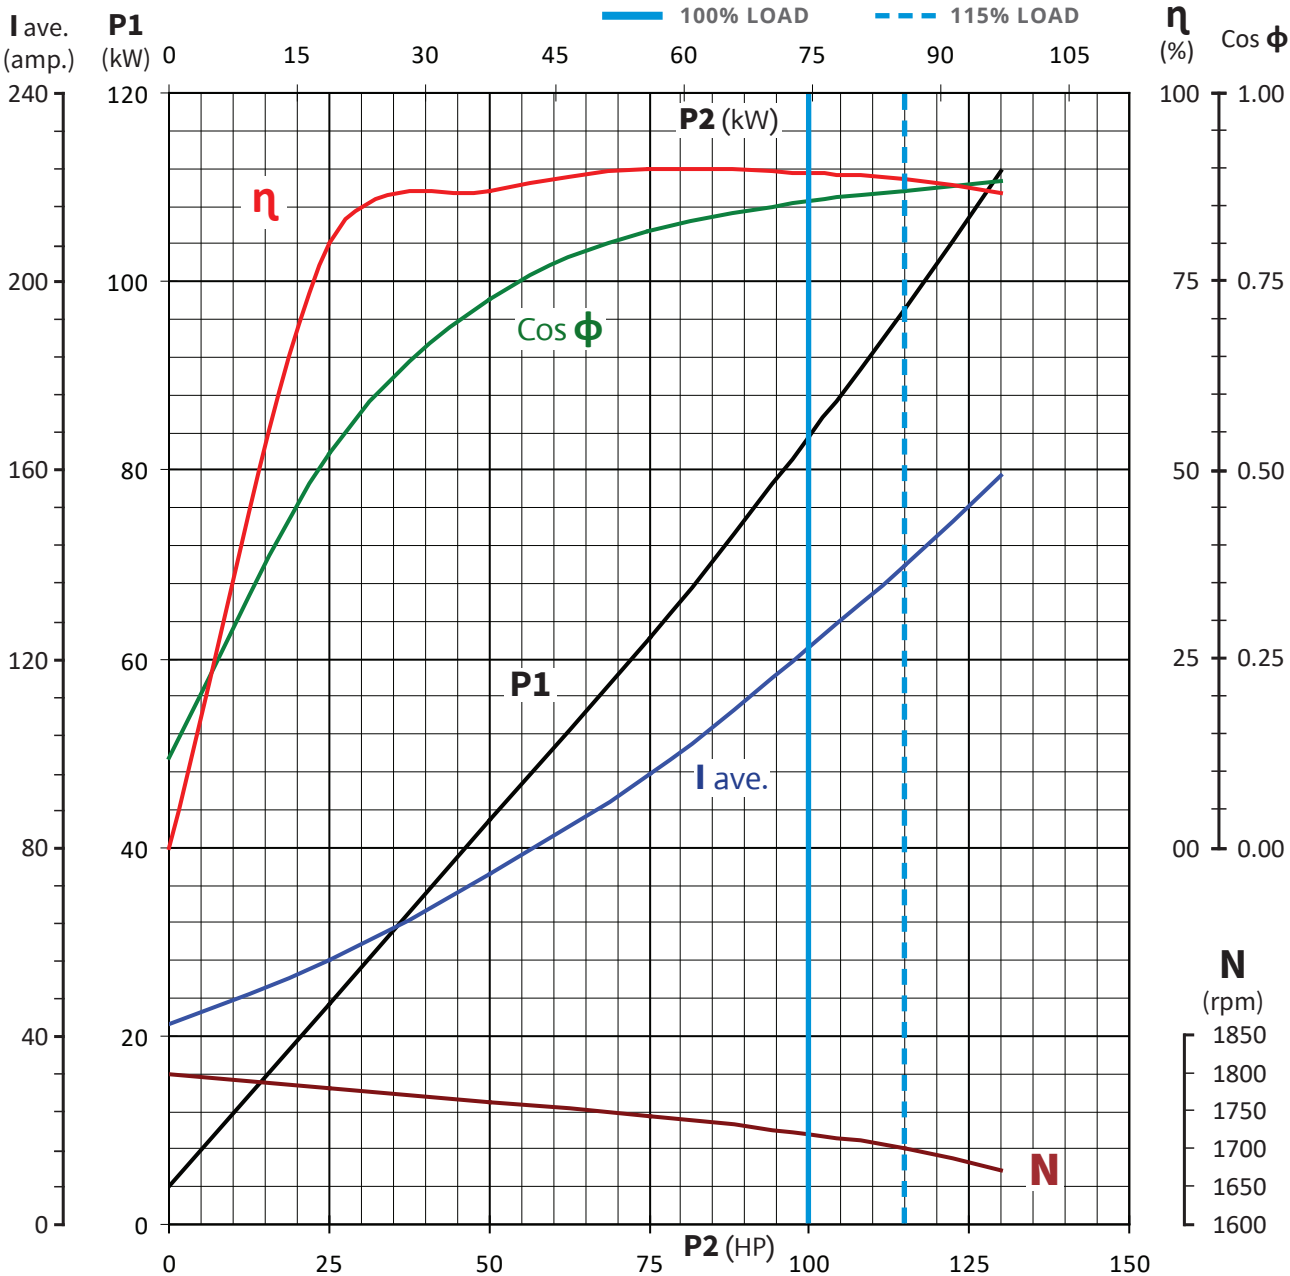 100% LOAD 115% LOAD
I ave. P1 η Cos ϕ
(amp.) (kW) 0 15 30 45 60 75 90 105 (%)
240 120 100 1.00
P2 (kW)
η
200 100 75 0.75
Cos ϕ
160 80 50 0.50
120 60 25 0.25
P1
I ave.
80 40 00 0.00
N
(rpm)
40 20 1850
1800
1750
1700
N
1650
0 0 1600
P2 (HP)
0 25 50 75 100 125 150